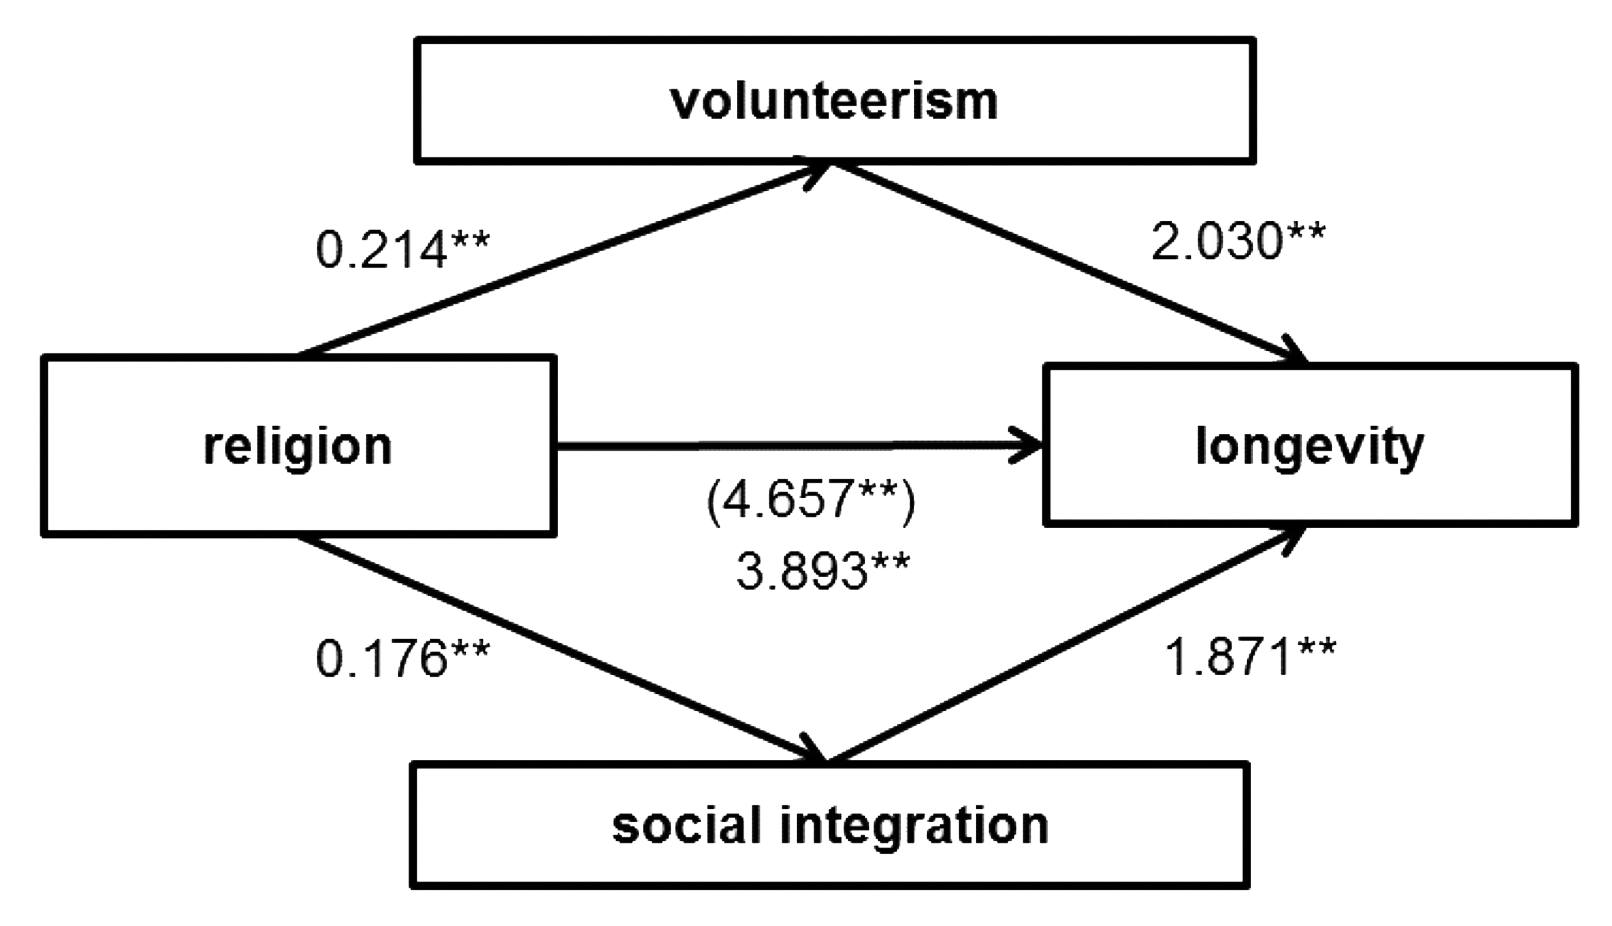 volunteerism
0.214**
2.030**
religion
longevity
(4.657**)
3.893**
0.176**
1.871**
social integration